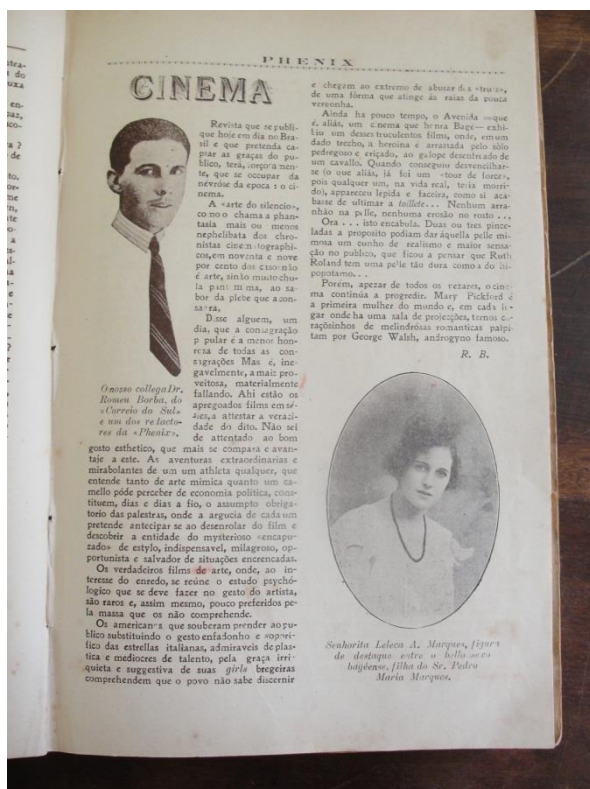 PHENIX
CINEMA
Revista que se publi-
que hoje em dia no Bra-
sil e que pretenda ca-
ptar as graças do pu-
blico, terá, forçosamen-
te, que se occupar da
névróse da epoca: o ci-
nema.
A «arte do silencio»,
como o chama a phan-
tasia mais ou menos
nephelibata dos chro-
nistas cinematographi-
cos, em noventa e nove
por cento dos casos não
é arte, sinão muito chu-
la pantomima, ao sa-
bor da plebe que a con-
sagra.
Disse alguem, um
dia, que a consagração
popular é a menos hon-
rosa de todas as con-
sagrações Mas é, ine-
gavelmente, a mais pro-
veitosa, materialmente
fallando. Ahi estão os
apregoados films em sé-
ries, a attestar a veraci-
dade do dito. Não sei
de attentado ao bom
gosto esthetico, que mais se compara e avan-
taje a este. As aventuras extraordinarias e
mirabolantes de um athleta qualquer, que
entende tanto de arte mimica quanto um ca-
mello póde perceber de economia politica, cons-
tituem, dias e dias a fio, o assumpto obriga-
torio das palestras, onde a argucia de cada um
pretende antecipar se ao desenrolar do film e
descobrir a entidade do mysterioso «encapu-
zado» de estylo, indispensavel, milagroso, op-
portunista e salvador de situações encrencadas.
Os verdadeiros films de arte, onde, ao in-
teresse do enredo, se reúne o estudo psychó-
logico que se deve fazer no gesto do artista,
são raros e, assim mesmo, pouco preferidos pe-
la massa que os não comprehende.
Os americanos que souberam prender ao pu-
blico substituindo o gesto enfadonho e sopori-
fico das estrellas italianas, admiraveis de plas-
tica e mediocres de talento, pela graça irri-
quieta e suggestiva de suas girls bregeiras
comprehendem que o povo não sabe discernir
O nosso collega Dr.
Romeu Borba, do
«Correio do Sul»
e um dos redacto-
res da «Phenix».
e chegam ao extremo de abusar dos «trucs»,
de uma fórma que atinge ás raias da pouca
vergonha.
Ainda ha pouco tempo, o Avenida —que
é, aliás, um cinema que honra Bagé— exhi-
biu um desses truculentos films, onde, em um
dado trecho, a heroina é arrastada pelo sólo
pedregoso e eriçado, ao galope desenfreado de
um cavallo. Quando conseguiu desvencilhar-
se (o que aliás, já foi um «tour de force»,
pois qualquer um, na vida real, teria morri-
do), appareceu lépida e faceira, como si aca-
basse de ultimar a toillete... Nenhum arra-
nhão na pelle, nenhuma erosão no rosto...
Ora... isto encabula. Duas ou tres pince-
ladas a proposito podiam dar áquella pelle mi-
mosa um cunho de realismo e maior sensa-
ção no publico, que ficou a pensar que Ruth
Roland tem uma pelle tão dura como a do hi-
popotamo...
Porém, apezar de todos os pezares, o cine-
ma continúa a progredir. Mary Pickford é
a primeira mulher do mundo e, em cada lo-
gar onde ha uma sala de projecções, ternos co-
raçõsinhos de melindrósas romanticas palpi-
tam por George Walsh, androgyno famoso.
R. B.
Senhorita Leleca A. Marques, figura
de destaque entre o bello sexo
bagéense, filha do Sr. Pedro
Maria Marques.